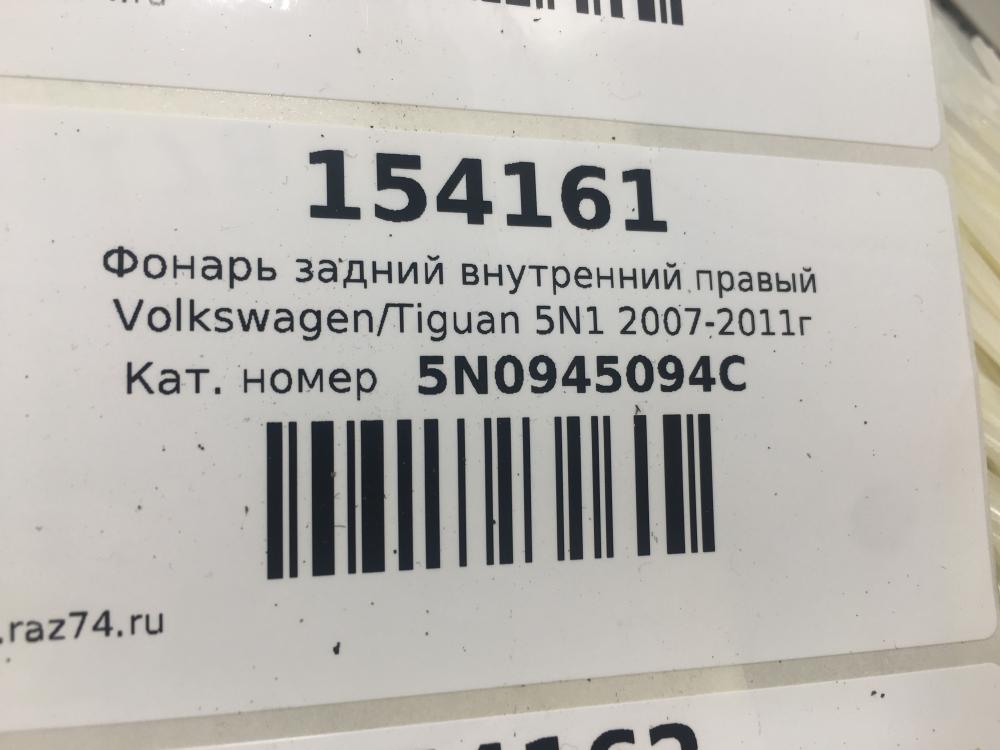 154161
Фонарь задний внутренний правый
Volkswagen/Tiguan 5N1 2007-2011г
Кат. номер 5N0945094C
.raz74.ru